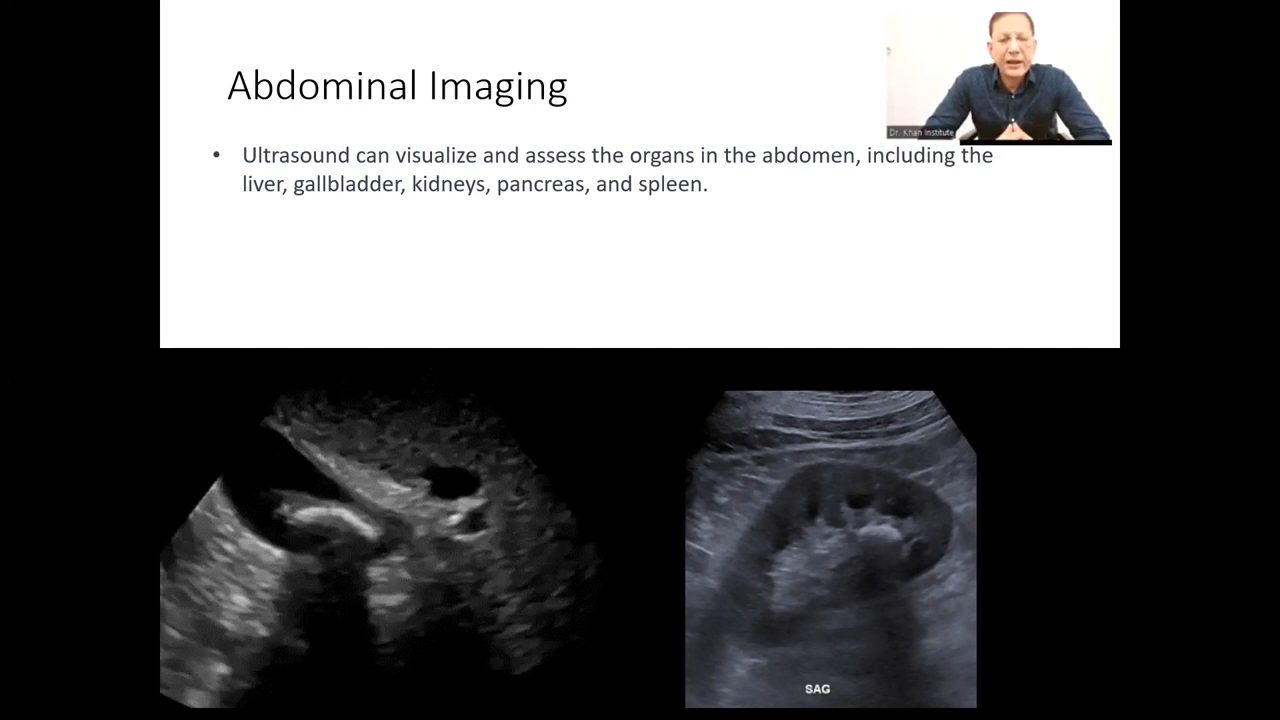 Abdominal Imaging
Dr. Khan Institute
• Ultrasound can visualize and assess the organs in the abdomen, including the
liver, gallbladder, kidneys, pancreas, and spleen.
SAG